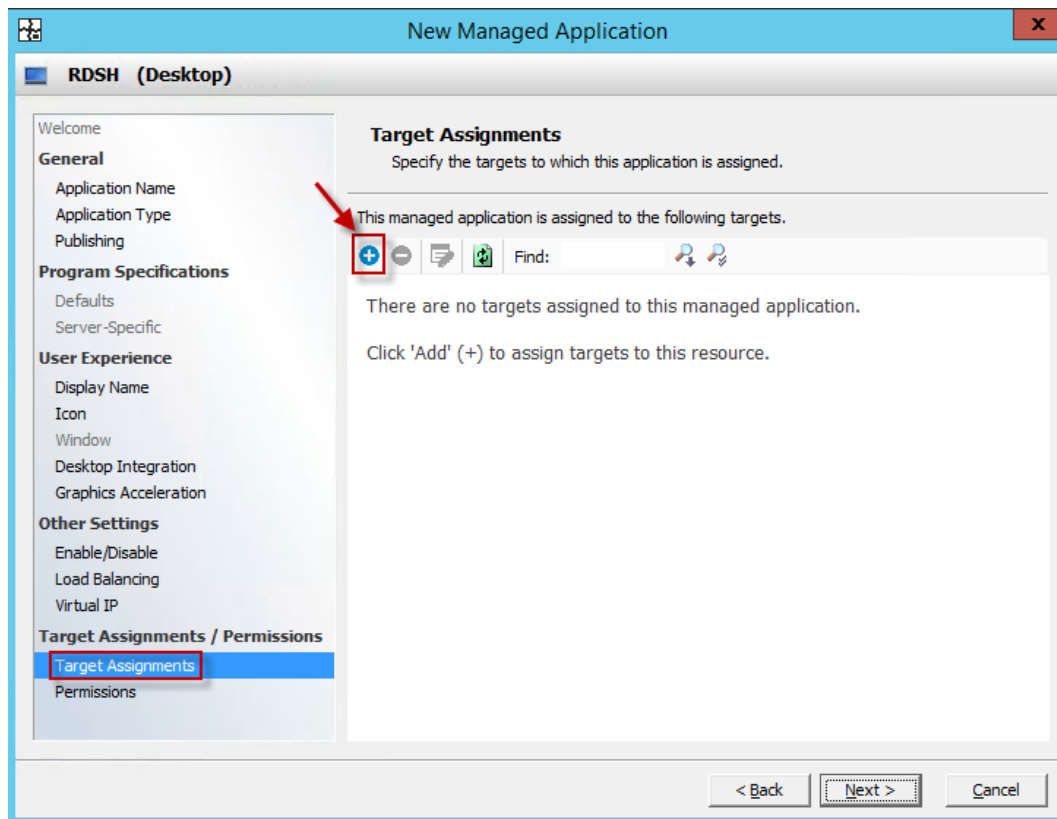 New Managed Application
x
RDSH (Desktop)
Welcome
General
Application Name
Application Type
Publishing
Program Specifications
Defaults
Server-Specific
User Experience
Display Name
Icon
Window
Desktop Integration
Graphics Acceleration
Other Settings
Enable/Disable
Load Balancing
Virtual IP
Target Assignments / Permissions
Target Assignments
Permissions
Target Assignments
Specify the targets to which this application is assigned.
This managed application is assigned to the following targets.
Find:
There are no targets assigned to this managed application.
Click 'Add' (+) to assign targets to this resource.
< Back
Next >
Cancel